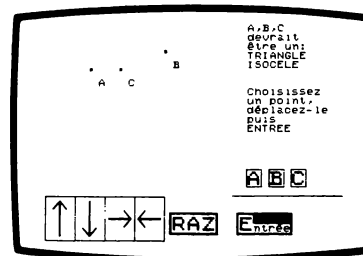 A,B,C
devrait
être un:
TRIANGLE
ISOCELE
B
A C
Choisissez
un point,
déplacez-le
puis
ENTREE
A B C
RAZ Entrée